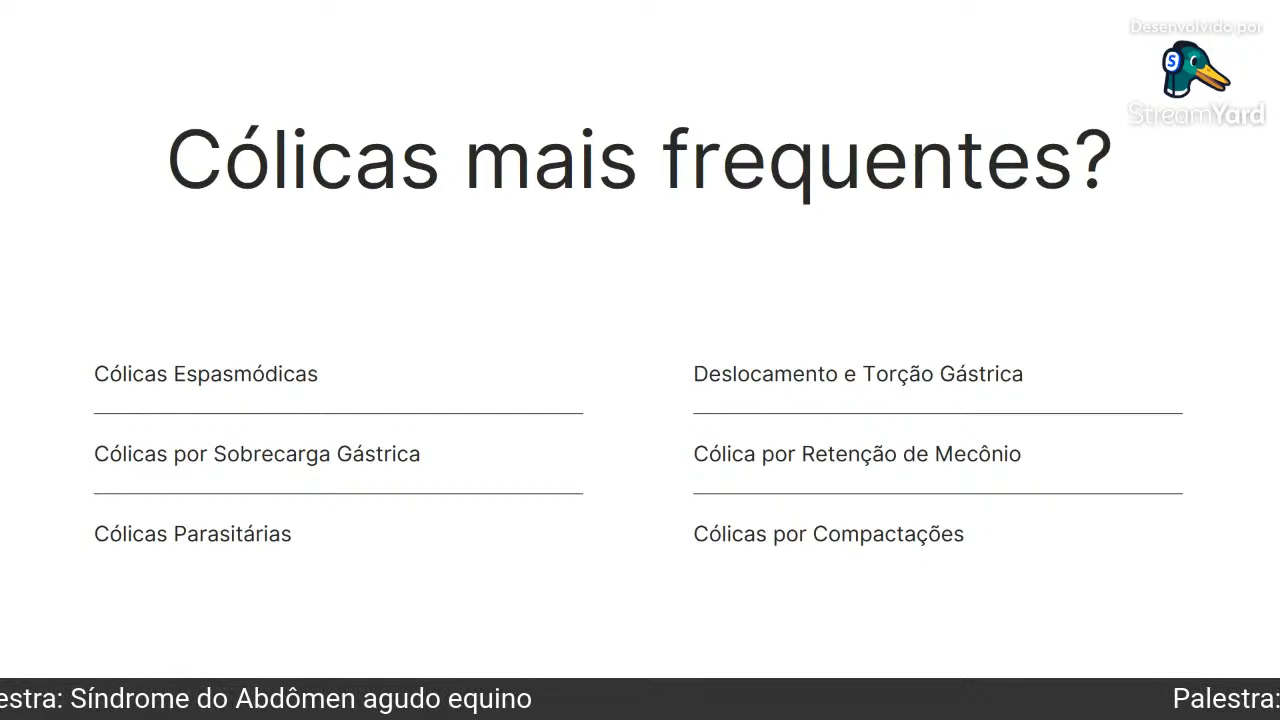 Desenvolvido por
S
StreamYard
Cólicas mais frequentes?
Cólicas Espasmódicas
Cólicas por Sobrecarga Gástrica
Cólicas Parasitárias
Deslocamento e Torção Gástrica
Cólica por Retenção de Mecônio
Cólicas por Compactações
estra: Síndrome do Abdômen agudo equino
Palestra: